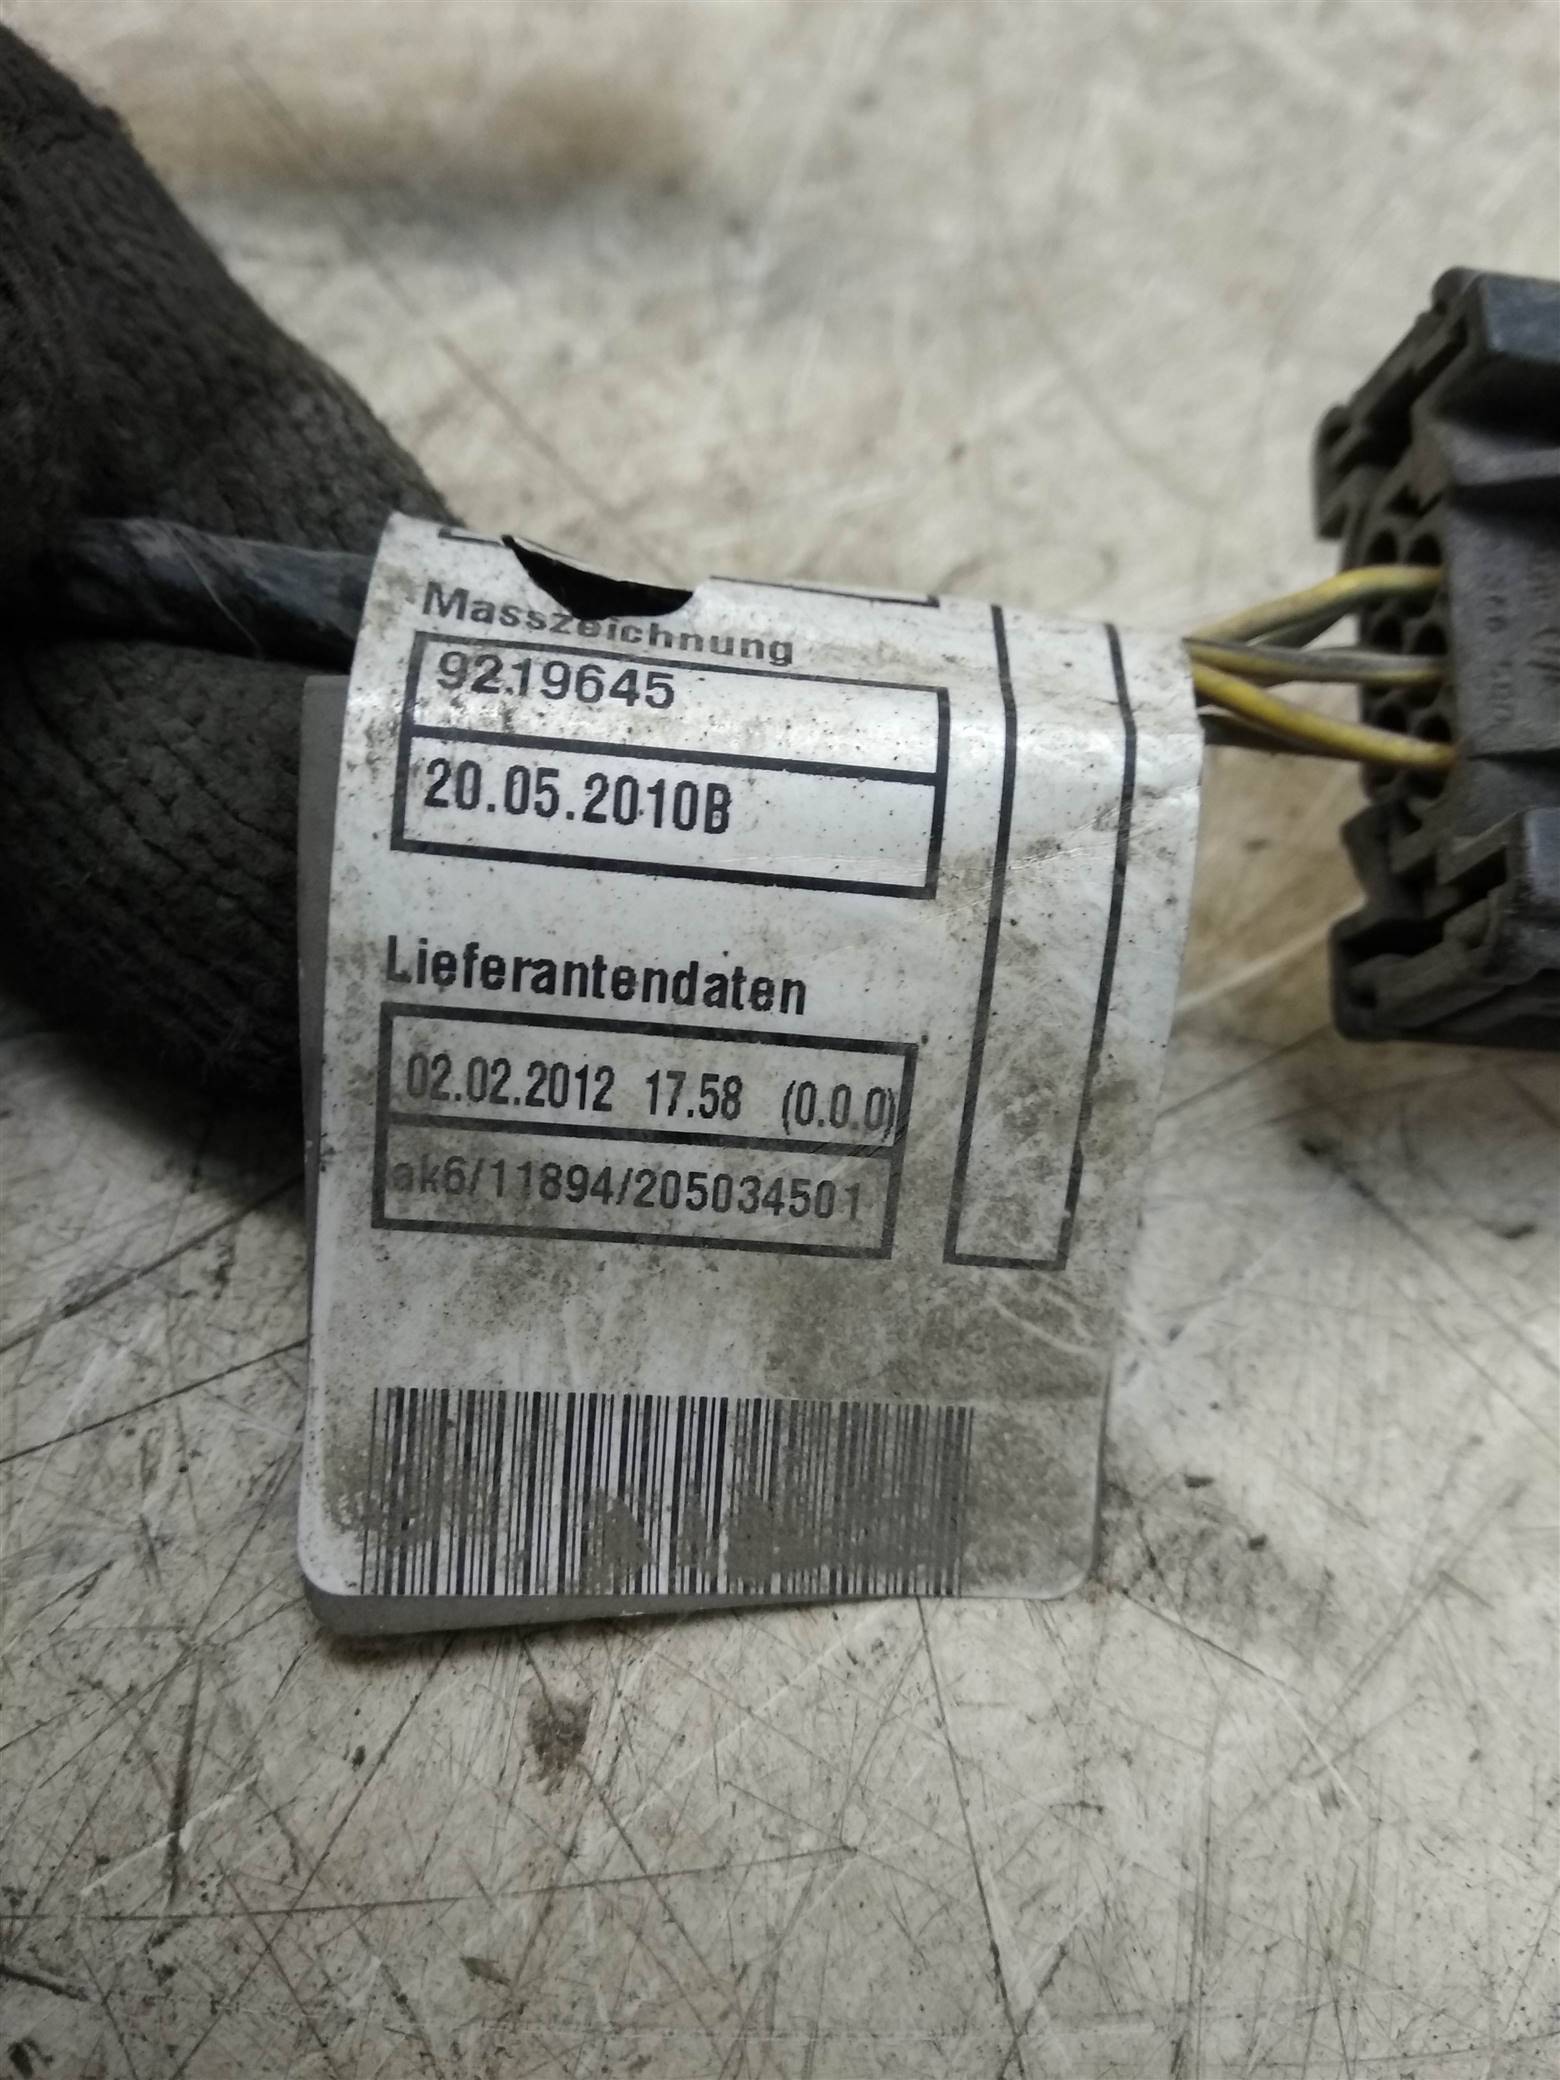 Masszeichnung
9219645
20.05.2010B
Lieferantendaten
02.02.2012 17.58 (0.0.0)
ak6/11894/205034501